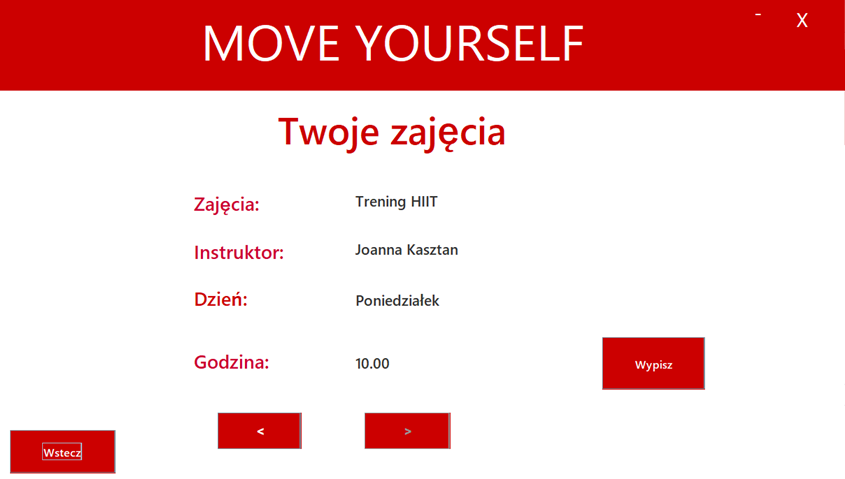 MOVE YOURSELF
- X
Twoje zajęcia
Zajęcia: Trening HIIT
Instruktor: Joanna Kasztan
Dzień: Poniedziałek
Godzina: 10.00
Wypisz
< >
Wstecz